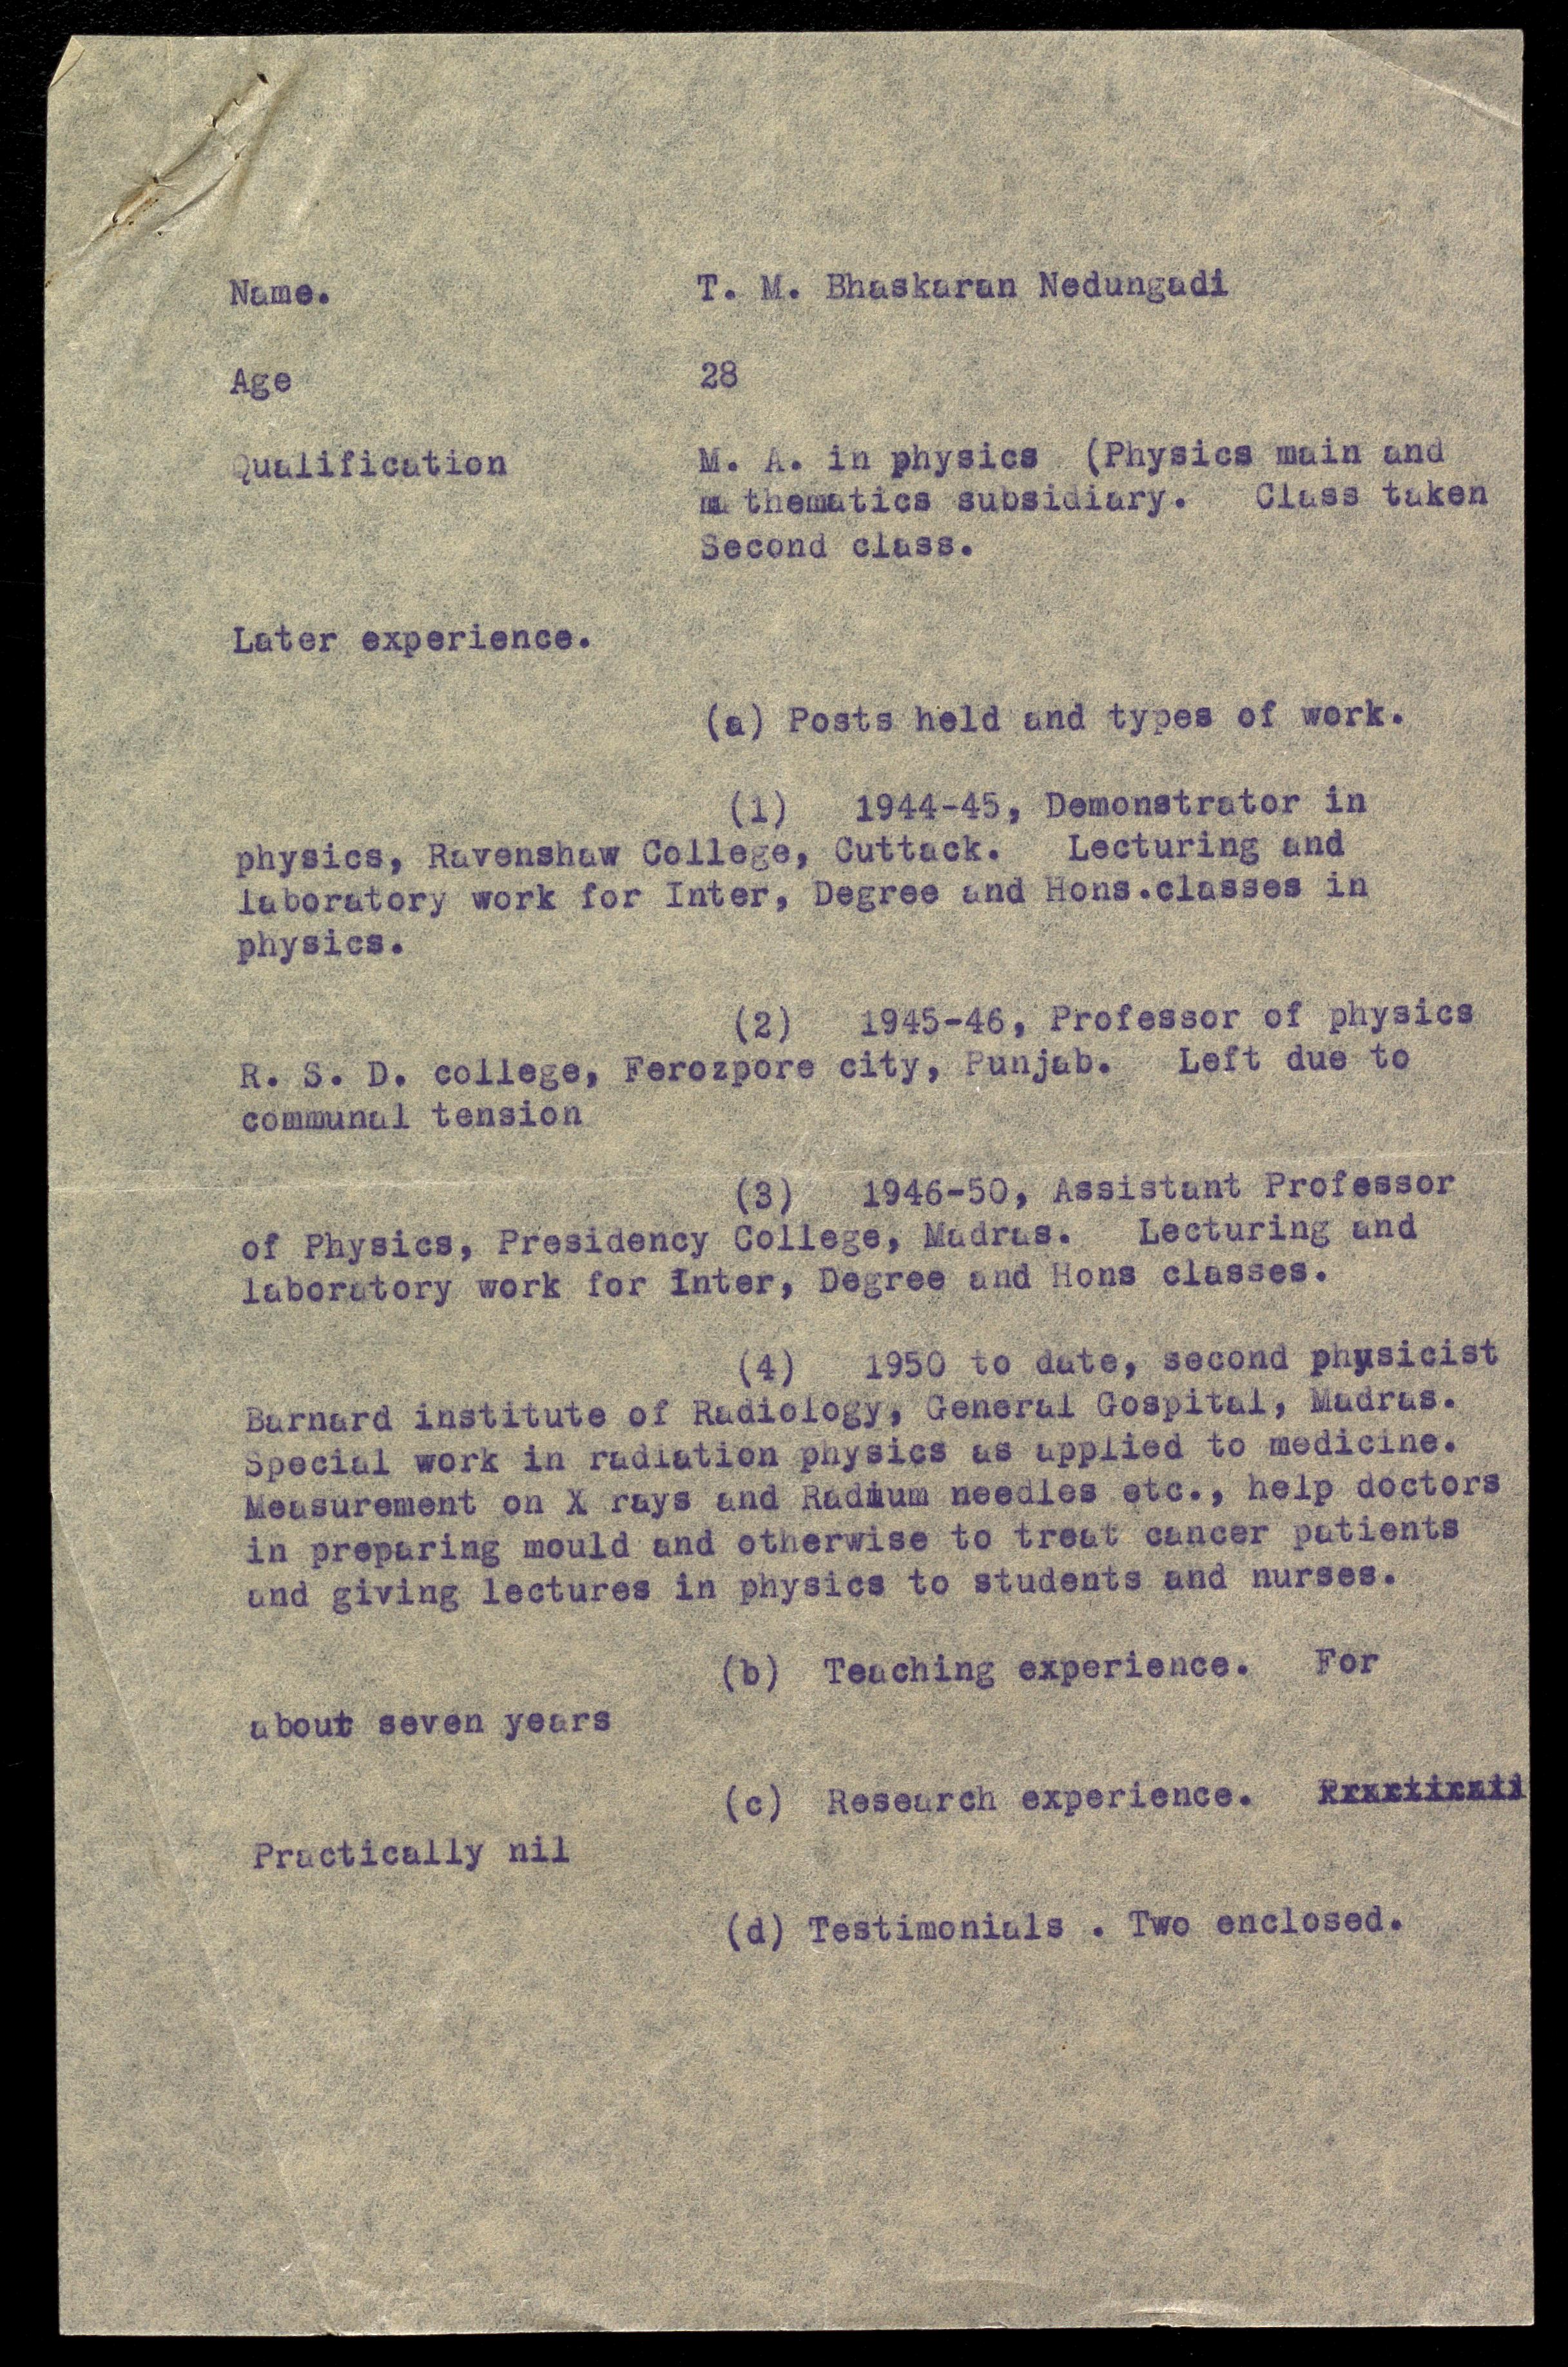 Name. T. M. Bhaskaran Nedungadi
Age 28
Qualification M. A. in physics (Physics main and
mathematics subsidiary. Class taken
Second class.
Later experience.
(a) Posts held and types of work.
(1) 1944-45, Demonstrator in
physics, Ravenshaw College, Cuttack. Lecturing and
laboratory work for Inter, Degree and Hons.classes in
physics.
(2) 1945-46, Professor of physics
R. S. D. college, Ferozpore city, Punjab. Left due to
communal tension
(3) 1946-50, Assistant Professor
of Physics, Presidency College, Madras. Lecturing and
laboratory work for Inter, Degree and Hons classes.
(4) 1950 to date, second physicist
Barnard institute of Radiology, General Gospital, Madras.
Special work in radiation physics as applied to medicine.
Measurement on X rays and Radium needles etc., help doctors
in preparing mould and otherwise to treat cancer patients
and giving lectures in physics to students and nurses.
(b) Teaching experience. For
about seven years
(c) Research experience.
Practically nil
(d) Testimonials . Two enclosed.